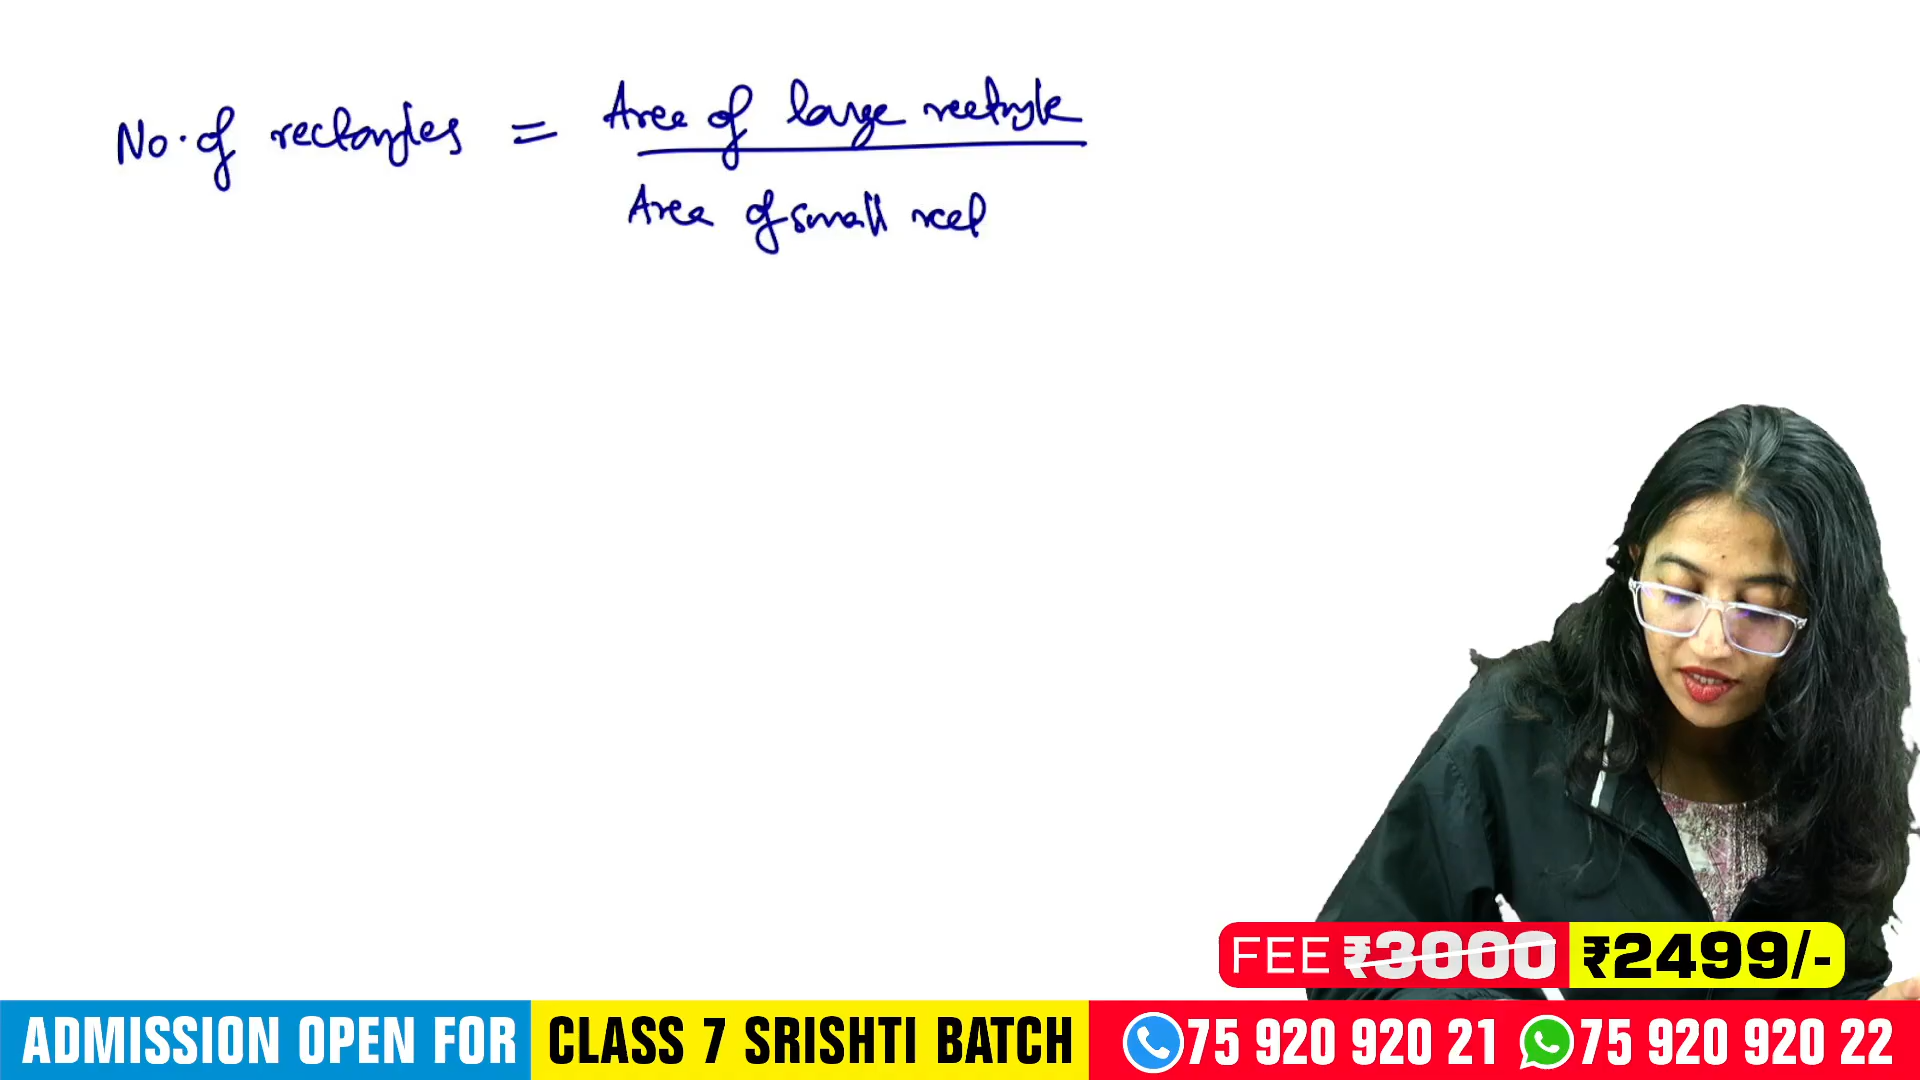 No. of rectangles = Area of large rectangle
Area of small rect
FEE ₹3000 ₹2499/-
ADMISSION OPEN FOR CLASS 7 SRISHTI BATCH 75 920 920 21 75 920 920 22